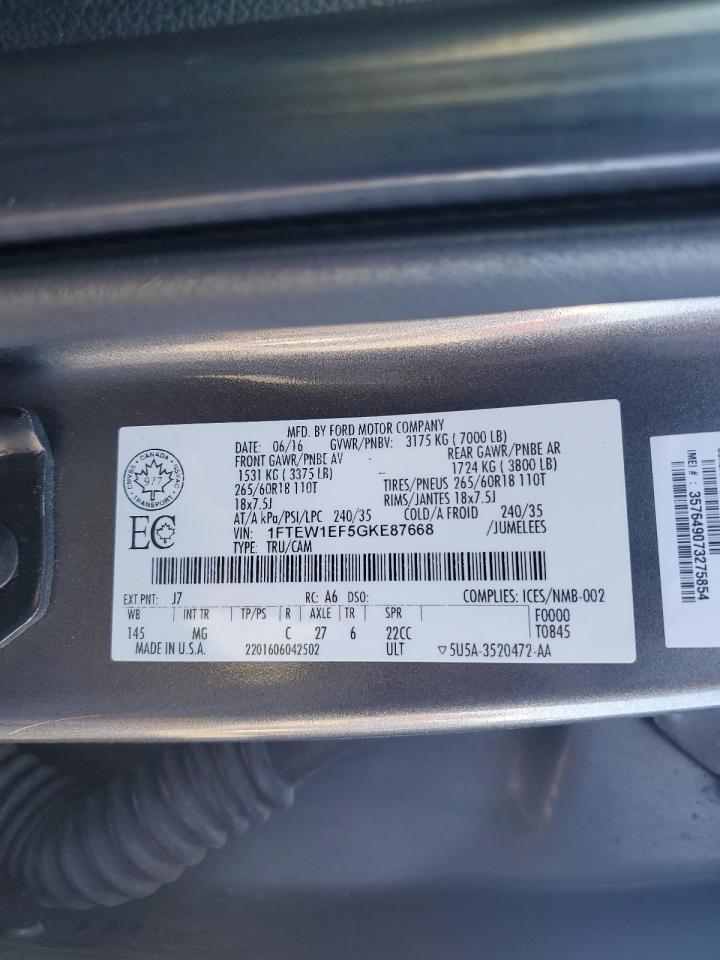 MFD. BY FORD MOTOR COMPANY
DATE: 06/16 GVWR/PNBV: 3175 KG ( 7000 LB)
FRONT GAWR/PNBE AV REAR GAWR/PNBE AR
1531 KG ( 3375 LB) 1724 KG ( 3800 LB)
265/60R18 110T TIRES/PNEUS 265/60R18 110T
18x7.5J RIMS/JANTES 18x7.5J
AT/A kPa/PSI/LPC 240/35 COLD/A FROID 240/35
VIN: 1FTEW1EF5GKE87668 /JUMELEES
TYPE: TRU/CAM
CANADA
CMVSS NSVAC
977
TRANSPORT
EC
EXT PNT: J7 RC: A6 DSO: COMPLIES: ICES/NMB-002
WB INT TR TP/PS R AXLE TR SPR F0000
145 MG C 27 6 22CC T0845
MADE IN U.S.A. 2201606042502 ULT ▽5U5A-3520472-AA
IMEI # : 357649073275854